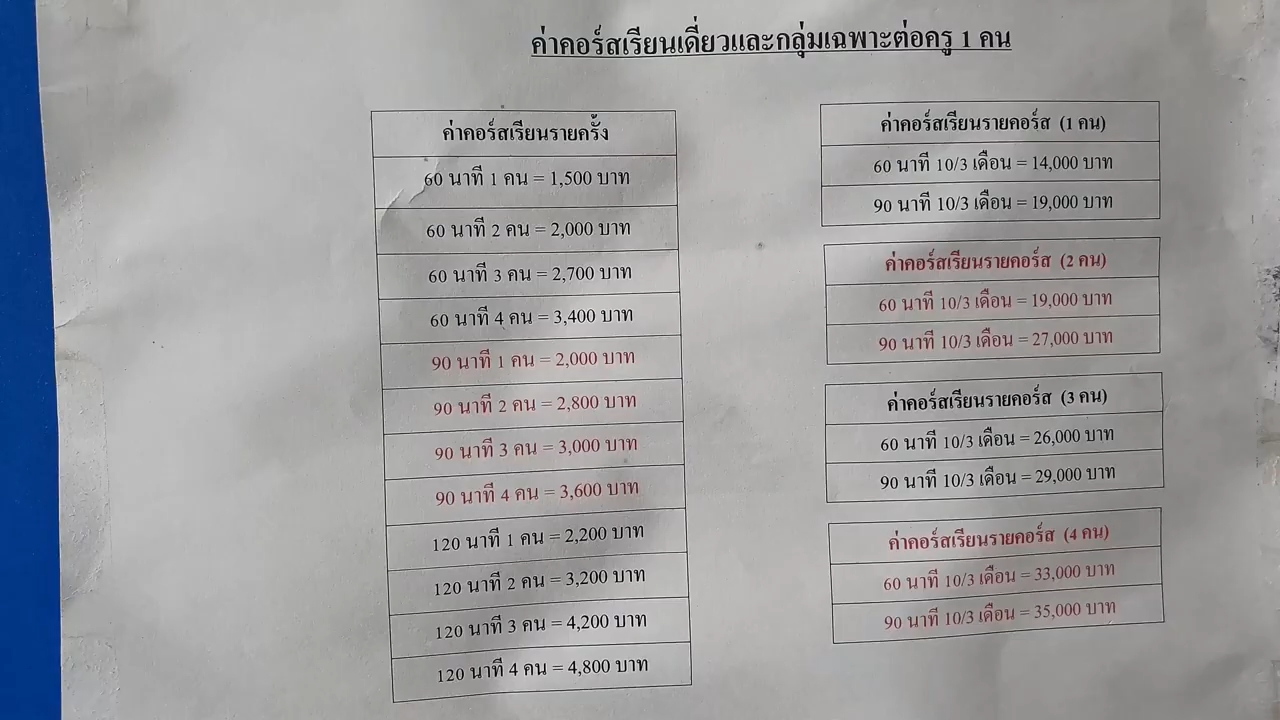 ค่าคอร์สเรียนเดี่ยวและกลุ่มเฉพาะต่อครู 1 คน
ค่าคอร์สเรียนรายครั้ง
60 นาที 1 คน = 1,500 บาท
60 นาที 2 คน = 2,000 บาท
60 นาที 3 คน = 2,700 บาท
60 นาที 4 คน = 3,400 บาท
90 นาที 1 คน = 2,000 บาท
90 นาที 2 คน = 2,800 บาท
90 นาที 3 คน = 3,000 บาท
90 นาที 4 คน = 3,600 บาท
120 นาที 1 คน = 2,200 บาท
120 นาที 2 คน = 3,200 บาท
120 นาที 3 คน = 4,200 บาท
120 นาที 4 คน = 4,800 บาท
ค่าคอร์สเรียนรายคอร์ส (1 คน)
60 นาที 10/3 เดือน = 14,000 บาท
90 นาที 10/3 เดือน = 19,000 บาท
ค่าคอร์สเรียนรายคอร์ส (2 คน)
60 นาที 10/3 เดือน = 19,000 บาท
90 นาที 10/3 เดือน = 27,000 บาท
ค่าคอร์สเรียนรายคอร์ส (3 คน)
60 นาที 10/3 เดือน = 26,000 บาท
90 นาที 10/3 เดือน = 29,000 บาท
ค่าคอร์สเรียนรายคอร์ส (4 คน)
60 นาที 10/3 เดือน = 33,000 บาท
90 นาที 10/3 เดือน = 35,000 บาท